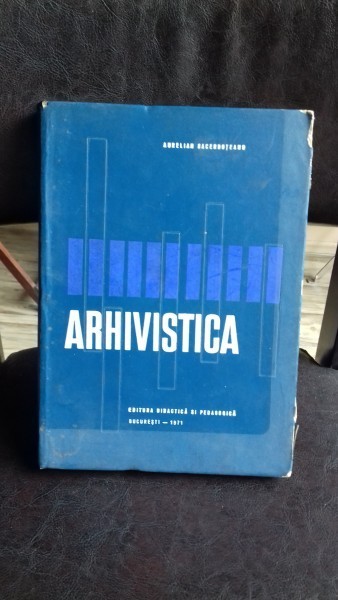 AURELIAN SACERDOȚEANU
ARHIVISTICA
EDITURA DIDACTICĂ ȘI PEDAGOGICĂ
BUCUREȘTI — 1971